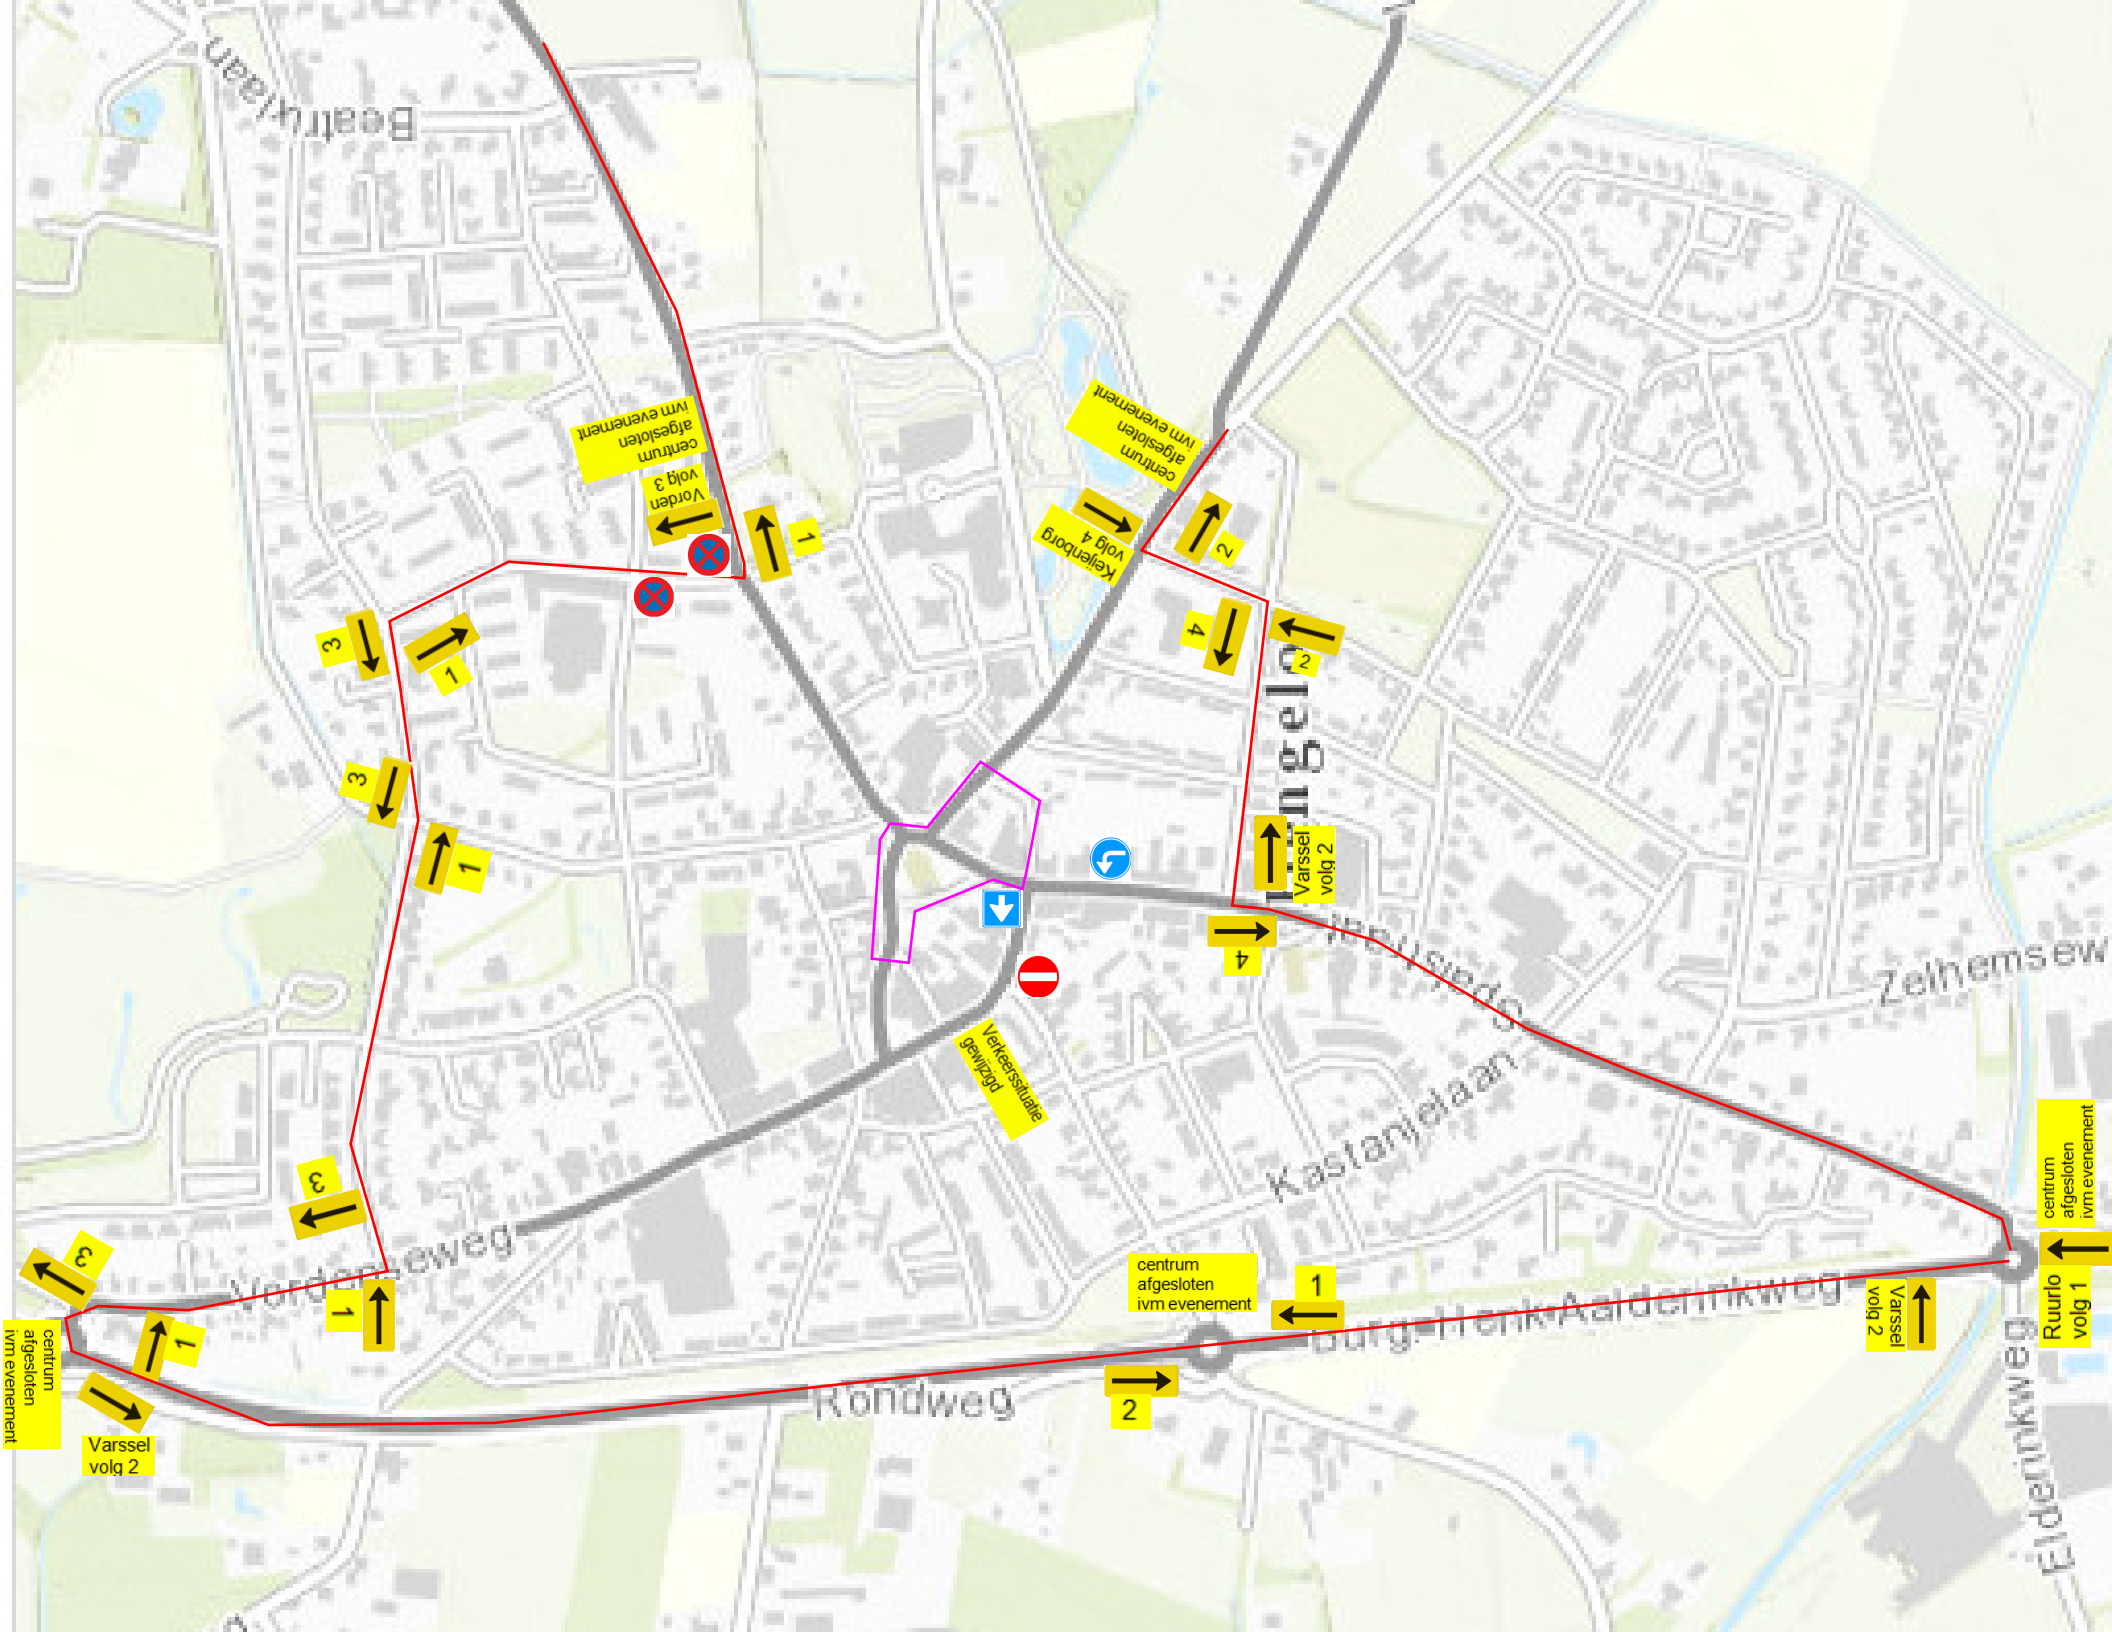 Beatrixlaan
centrum
afgesloten
ivm evenement
Vorden
volg 3
1
centrum
afgesloten
ivm evenement
Keijenborg
volg 4
2
3
1
4
2
3
1
Varssel
volg 2
4
Zelhemsew
Verkeerssituatie
gewijzigd
Kastanjelaan
centrum
afgesloten
ivm evenement
3
3
Vordenseweg
1
1
centrum
afgesloten
ivm evenement
Varssel
volg 2
centrum
afgesloten
ivm evenement
1
Burg.-Henk-Aalderinkweg
Rondweg
2
Varssel
volg 2
Ruurlo
volg 1